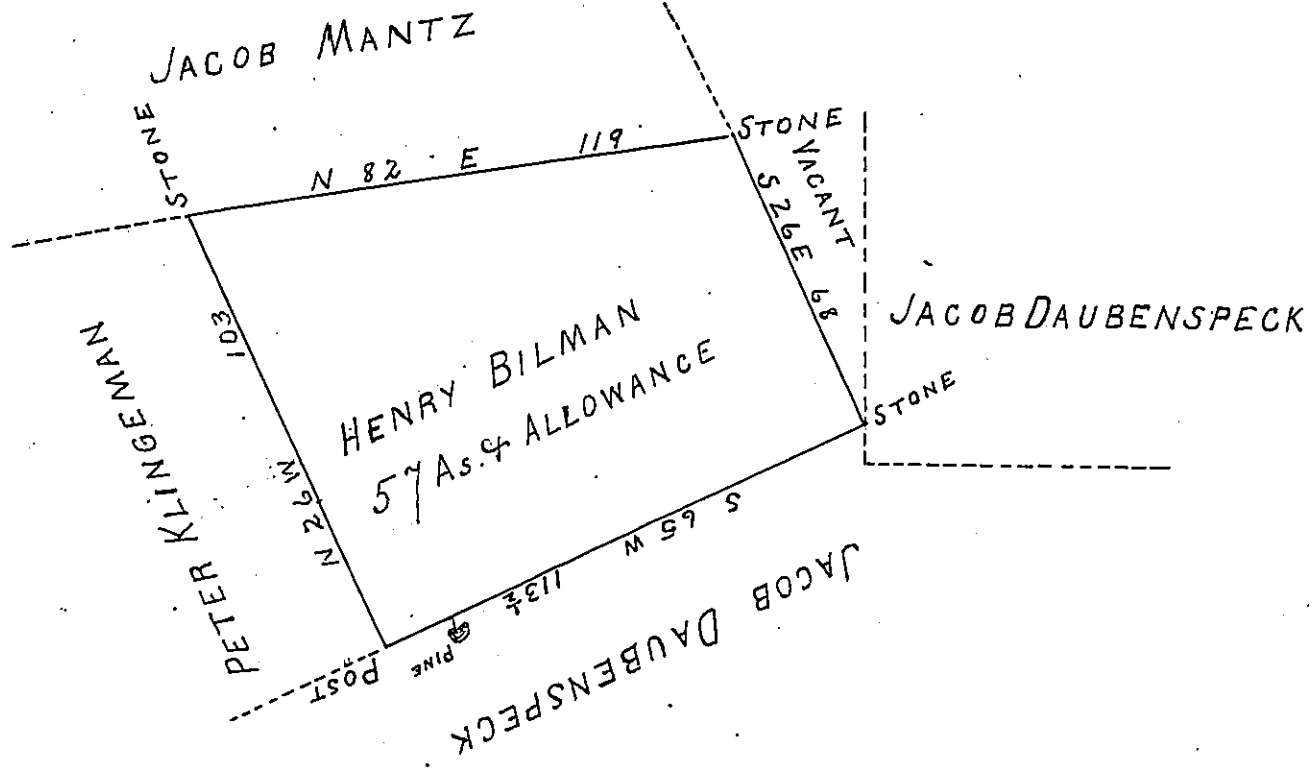 JACOB MANTZ
STONE
N 82 E 119
STONE
VACANT
S 26 E 68
JACOB DAUBENSPECK
103
N 26 W
PETER KLINGEMAN
HENRY BILMAN
57 As. & ALLOWANCE
STONE
S 65 W 113½
PINE
POST
JACOB DAUBENSPECK